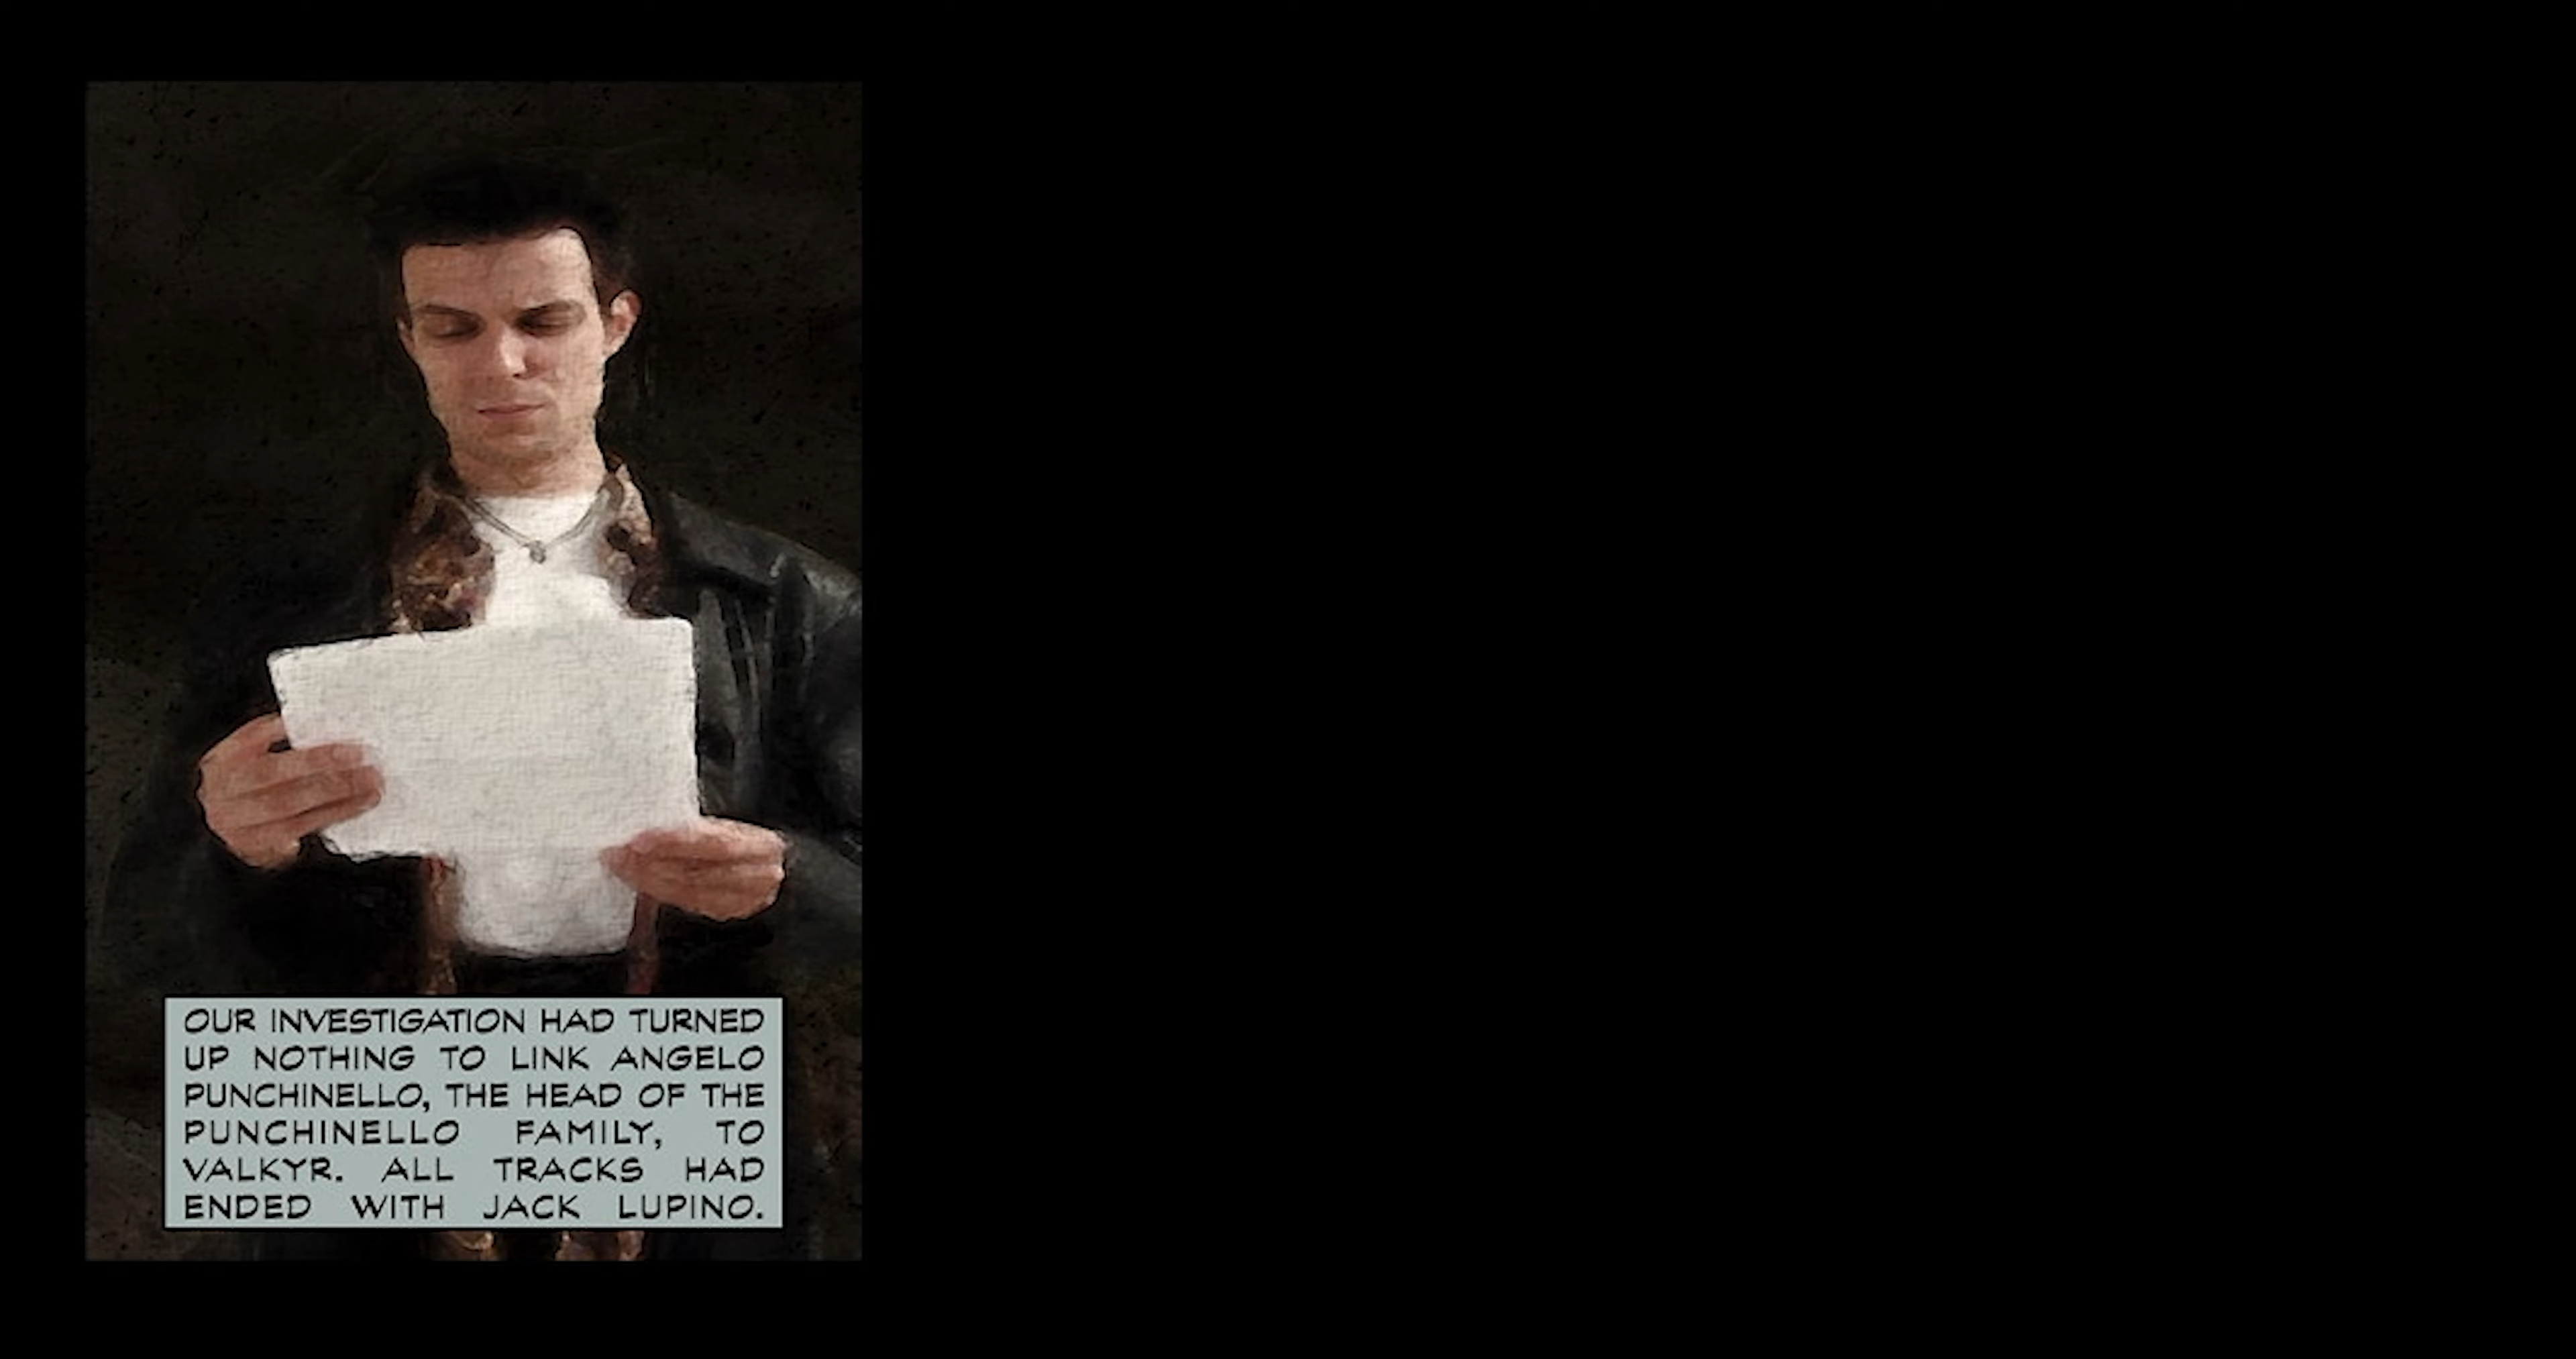 OUR INVESTIGATION HAD TURNED
UP NOTHING TO LINK ANGELO
PUNCHINELLO, THE HEAD OF THE
PUNCHINELLO FAMILY, TO
VALKYR. ALL TRACKS HAD
ENDED WITH JACK LUPINO.